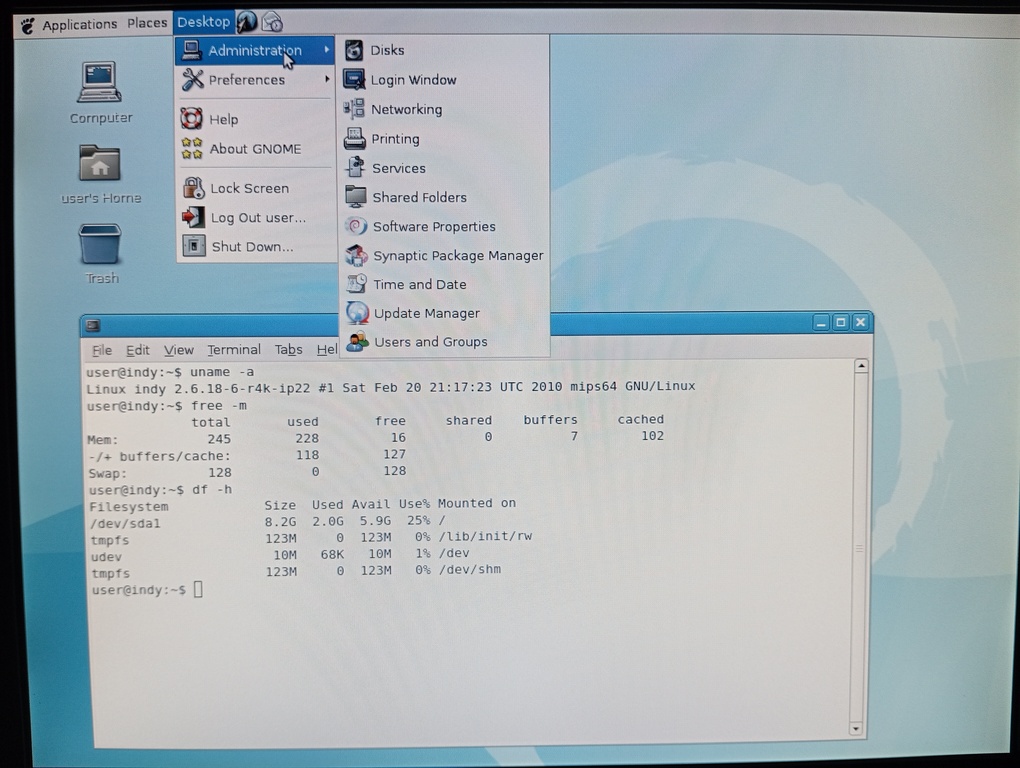 Applications Places Desktop
Administration
Preferences
Help
About GNOME
Lock Screen
Log Out user...
Shut Down...
Disks
Login Window
Networking
Printing
Services
Shared Folders
Software Properties
Synaptic Package Manager
Time and Date
Update Manager
Users and Groups
Computer
user's Home
Trash
File Edit View Terminal Tabs Hel
user@indy:~$ uname -a
Linux indy 2.6.18-6-r4k-ip22 #1 Sat Feb 20 21:17:23 UTC 2010 mips64 GNU/Linux
user@indy:~$ free -m
total used free shared buffers cached
Mem: 245 228 16 0 7 102
-/+ buffers/cache: 118 127
Swap: 128 0 128
user@indy:~$ df -h
Filesystem Size Used Avail Use% Mounted on
/dev/sda1 8.2G 2.0G 5.9G 25% /
tmpfs 123M 0 123M 0% /lib/init/rw
udev 10M 68K 10M 1% /dev
tmpfs 123M 0 123M 0% /dev/shm
user@indy:~$